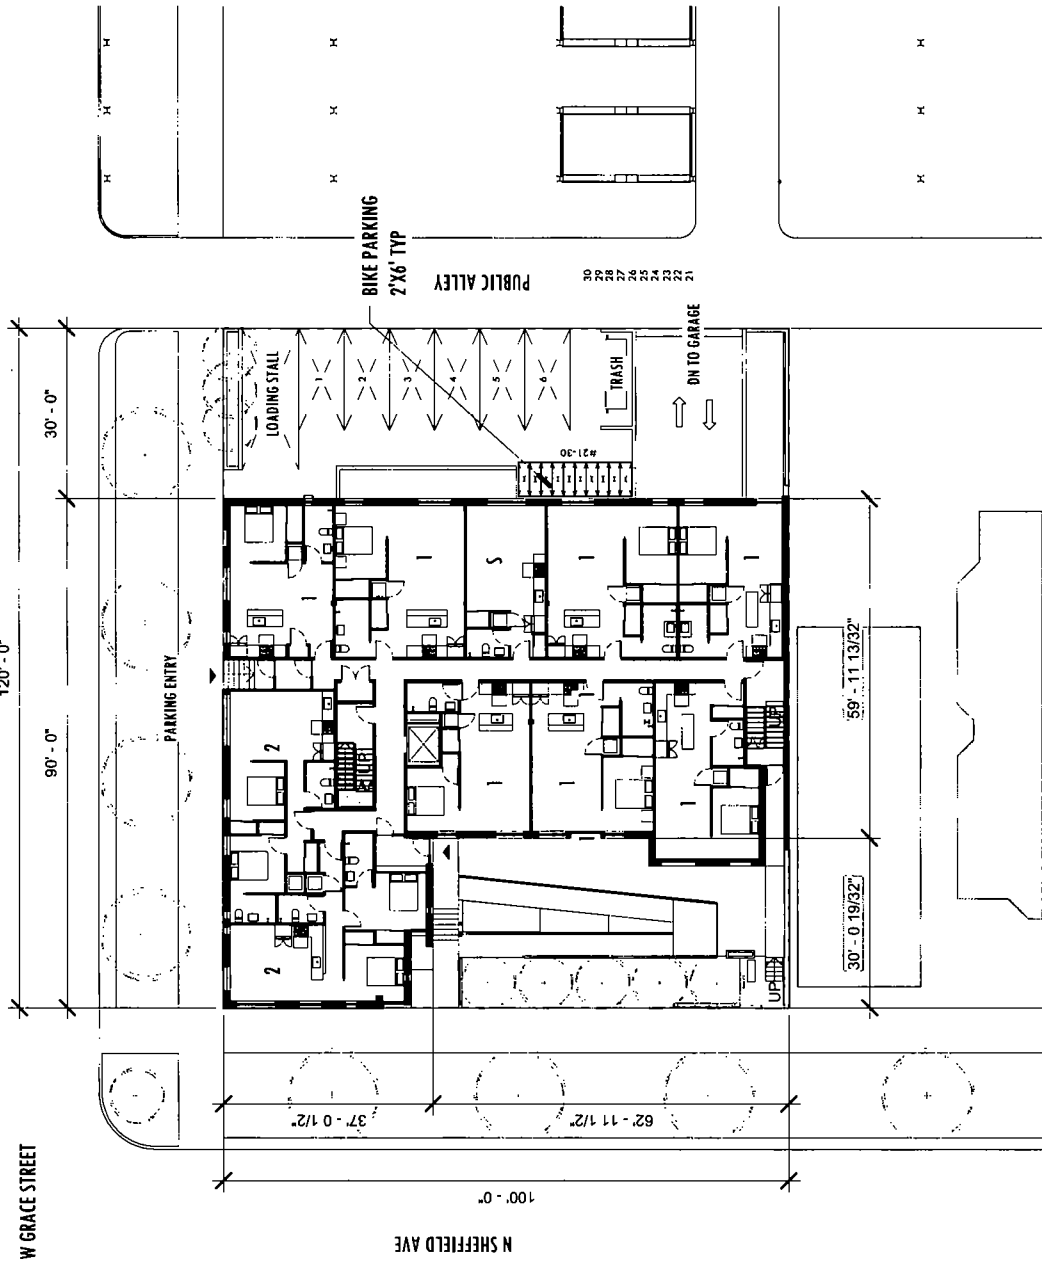 120' - 0"
30' - 0"
90' - 0"
W GRACE STREET
PARKING ENTRY
LOADING STALL
BIKE PARKING
2'X6' TYP
PUBLIC ALLEY
30
29
28
27
26
25
24
23
22
21
1
2
3
4
5
6
TRASH
DN TO GARAGE
#21-30
1
1
S
1
1
2
UP
1
1
1
UP
2
UP
59' - 11 13/32"
30' - 0 19/32"
37' - 0 1/2"
62' - 11 1/2"
100' - 0"
N SHEFFIELD AVE